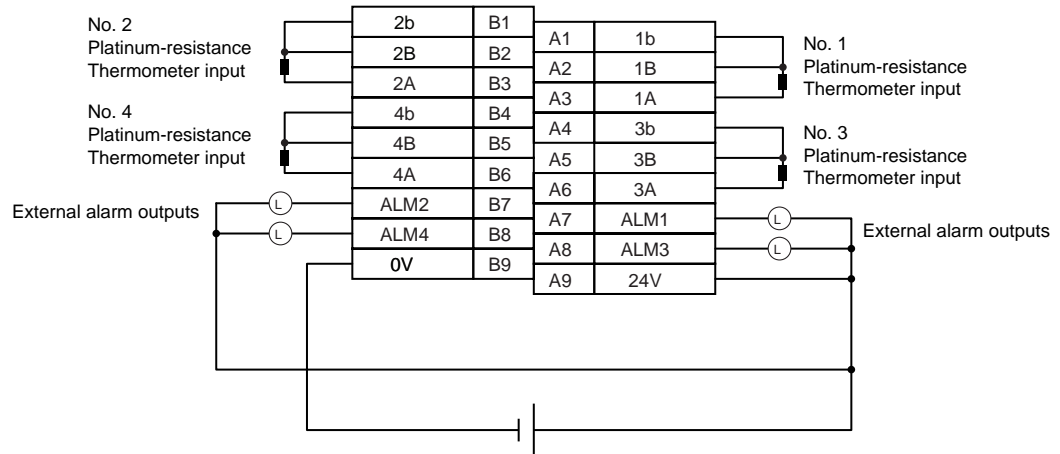 No. 2
Platinum-resistance
Thermometer input
No. 4
Platinum-resistance
Thermometer input
External alarm outputs
L
L
2b B1
2B B2
2A B3
4b B4
4B B5
4A B6
ALM2 B7
ALM4 B8
0V B9
A1 1b
A2 1B
A3 1A
A4 3b
A5 3B
A6 3A
A7 ALM1
A8 ALM3
A9 24V
No. 1
Platinum-resistance
Thermometer input
No. 3
Platinum-resistance
Thermometer input
L
L
External alarm outputs